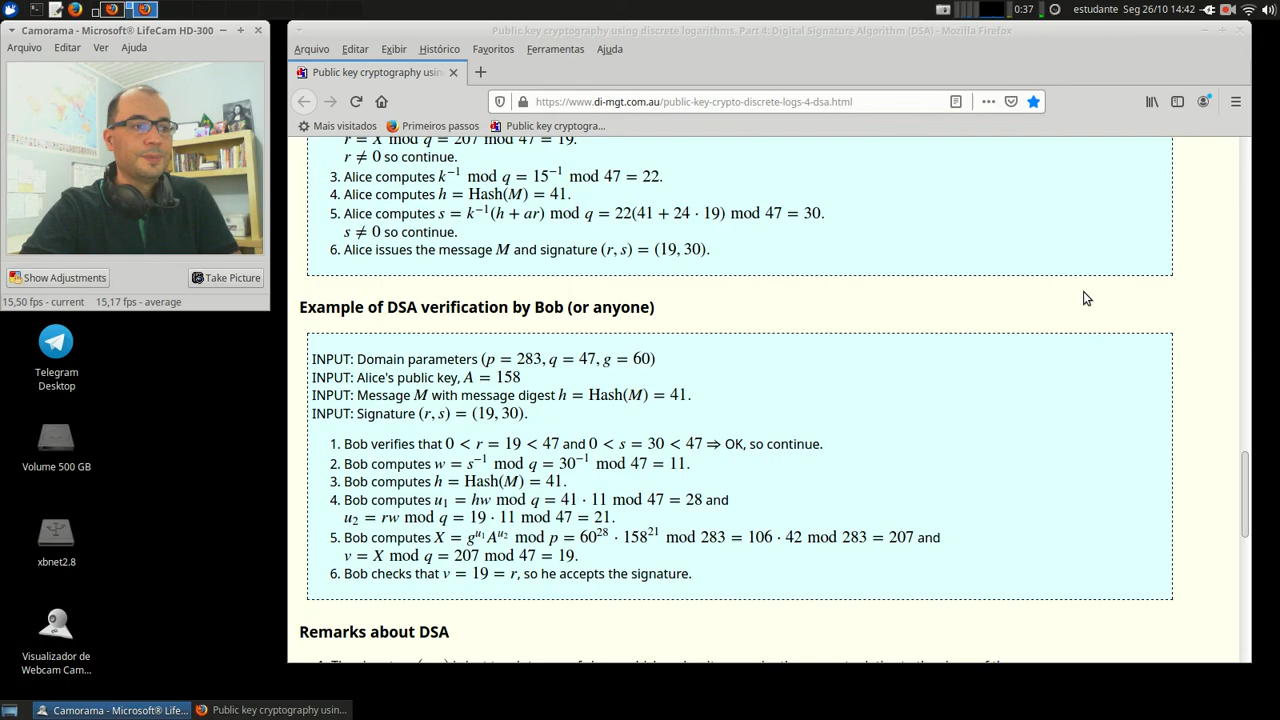 0:37 estudante Seg 26/10 14:42
Camorama - Microsoft® LifeCam HD-300
Arquivo Editar Ver Ajuda
Show Adjustments Take Picture
15,50 fps - current 15,17 fps - average
Telegram
Desktop
Volume 500 GB
xbnet2.8
Visualizador de
Webcam Cam...
Public key cryptography using discrete logarithms. Part 4: Digital Signature Algorithm (DSA) - Mozilla Firefox
Arquivo Editar Exibir Histórico Favoritos Ferramentas Ajuda
Public key cryptography usin
https://www.di-mgt.com.au/public-key-crypto-discrete-logs-4-dsa.html
Mais visitados Primeiros passos Public key cryptogra...
r = X mod q = 207 mod 47 = 19.
r ≠ 0 so continue.
3. Alice computes k⁻¹ mod q = 15⁻¹ mod 47 = 22.
4. Alice computes h = Hash(M) = 41.
5. Alice computes s = k⁻¹(h + ar) mod q = 22(41 + 24 · 19) mod 47 = 30.
s ≠ 0 so continue.
6. Alice issues the message M and signature (r, s) = (19, 30).
Example of DSA verification by Bob (or anyone)
INPUT: Domain parameters (p = 283, q = 47, g = 60)
INPUT: Alice's public key, A = 158
INPUT: Message M with message digest h = Hash(M) = 41.
INPUT: Signature (r, s) = (19, 30).
1. Bob verifies that 0 < r = 19 < 47 and 0 < s = 30 < 47 ⇒ OK, so continue.
2. Bob computes w = s⁻¹ mod q = 30⁻¹ mod 47 = 11.
3. Bob computes h = Hash(M) = 41.
4. Bob computes u₁ = hw mod q = 41 · 11 mod 47 = 28 and
u₂ = rw mod q = 19 · 11 mod 47 = 21.
5. Bob computes X = g^u₁ A^u₂ mod p = 60²⁸ · 158²¹ mod 283 = 106 · 42 mod 283 = 207 and
v = X mod q = 207 mod 47 = 19.
6. Bob checks that v = 19 = r, so he accepts the signature.
Remarks about DSA
Camorama - Microsoft® Life... Public key cryptography usin...